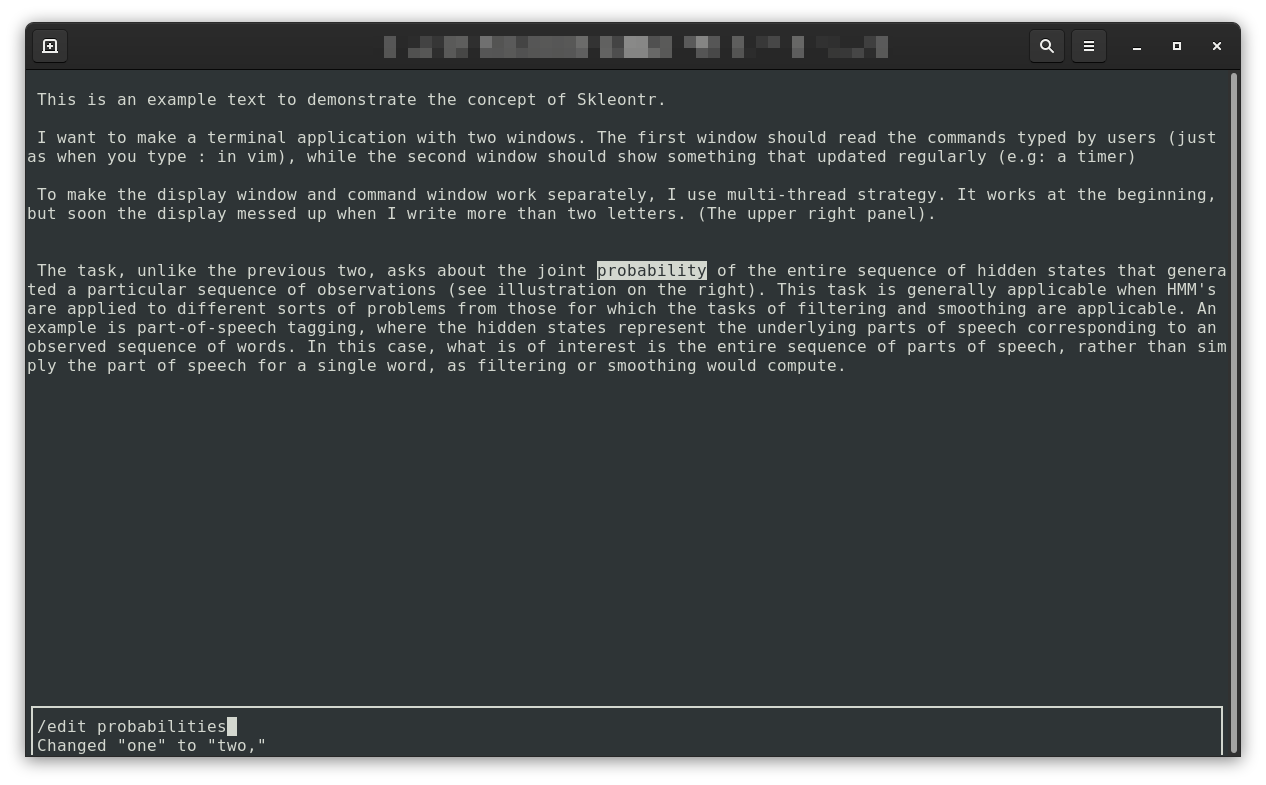 This is an example text to demonstrate the concept of Skleontr.
I want to make a terminal application with two windows. The first window should read the commands typed by users (just
as when you type : in vim), while the second window should show something that updated regularly (e.g: a timer)
To make the display window and command window work separately, I use multi-thread strategy. It works at the beginning,
but soon the display messed up when I write more than two letters. (The upper right panel).
The task, unlike the previous two, asks about the joint probability of the entire sequence of hidden states that genera
ted a particular sequence of observations (see illustration on the right). This task is generally applicable when HMM's
are applied to different sorts of problems from those for which the tasks of filtering and smoothing are applicable. An
example is part-of-speech tagging, where the hidden states represent the underlying parts of speech corresponding to an
observed sequence of words. In this case, what is of interest is the entire sequence of parts of speech, rather than sim
ply the part of speech for a single word, as filtering or smoothing would compute.
/edit probabilities
Changed "one" to "two,"